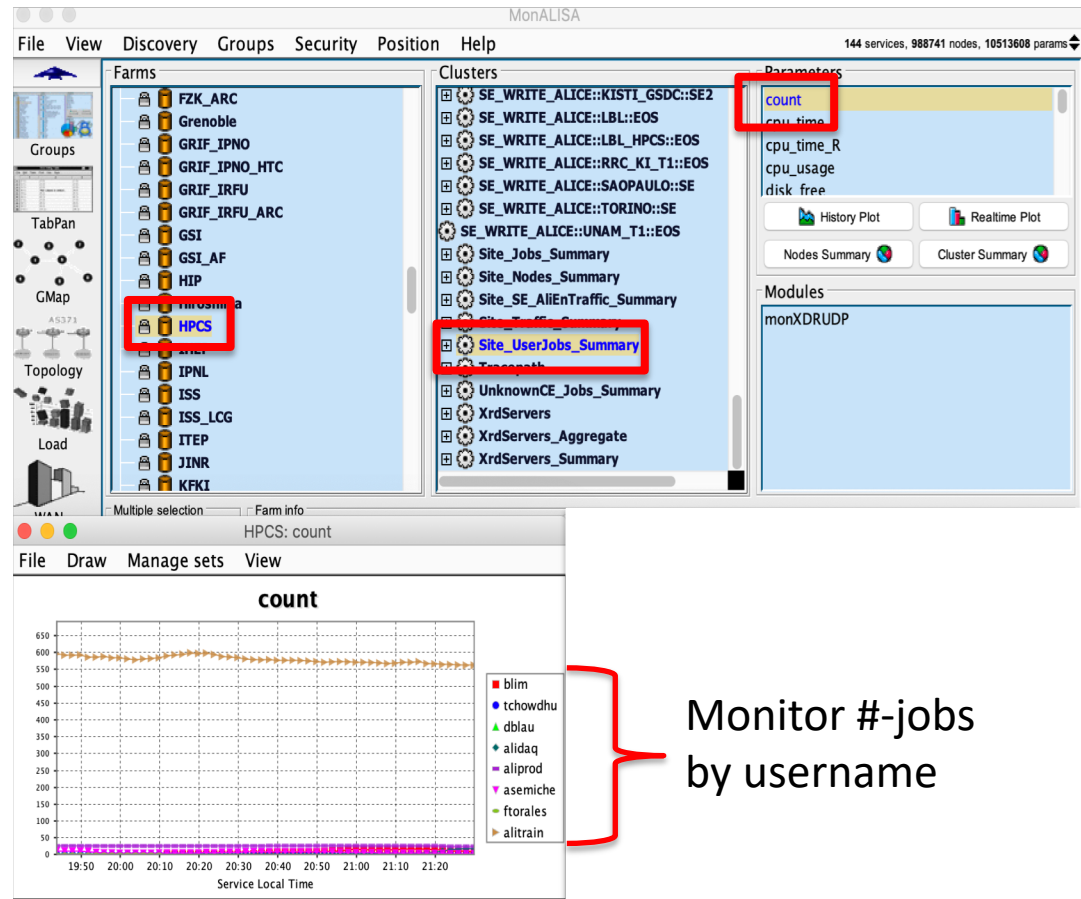 MonALISA
File View Discovery Groups Security Position Help
144 services, 988741 nodes, 10513608 params
Groups
TabPan
GMap
AS371
Topology
Load
Farms
FZK_ARC
Grenoble
GRIF_IPNO
GRIF_IPNO_HTC
GRIF_IRFU
GRIF_IRFU_ARC
GSI
GSI_AF
HIP
Hiroshima
HPCS
IPNL
ISS
ISS_LCG
ITEP
JINR
KFKI
Clusters
SE_WRITE_ALICE::KISTI_GSDC::SE2
SE_WRITE_ALICE::LBL::EOS
SE_WRITE_ALICE::LBL_HPCS::EOS
SE_WRITE_ALICE::RRC_KI_T1::EOS
SE_WRITE_ALICE::SAOPAULO::SE
SE_WRITE_ALICE::TORINO::SE
SE_WRITE_ALICE::UNAM_T1::EOS
Site_Jobs_Summary
Site_Nodes_Summary
Site_SE_AliEnTraffic_Summary
Site_Traffic_Summary
Site_UserJobs_Summary
Tracepath
UnknownCE_Jobs_Summary
XrdServers
XrdServers_Aggregate
XrdServers_Summary
Parameters
count
cpu_time
cpu_time_R
cpu_usage
disk_free
History Plot Realtime Plot
Nodes Summary Cluster Summary
Modules
monXDRUDP
Multiple selection Farm info
HPCS: count
File Draw Manage sets View
count
650
600
550
500
450
400
350
300
250
200
150
100
50
0
19:50 20:00 20:10 20:20 20:30 20:40 20:50 21:00 21:10 21:20
Service Local Time
blim
tchowdhu
dblau
alidaq
aliprod
asemiche
ftorales
alitrain
Monitor #-jobs
by username